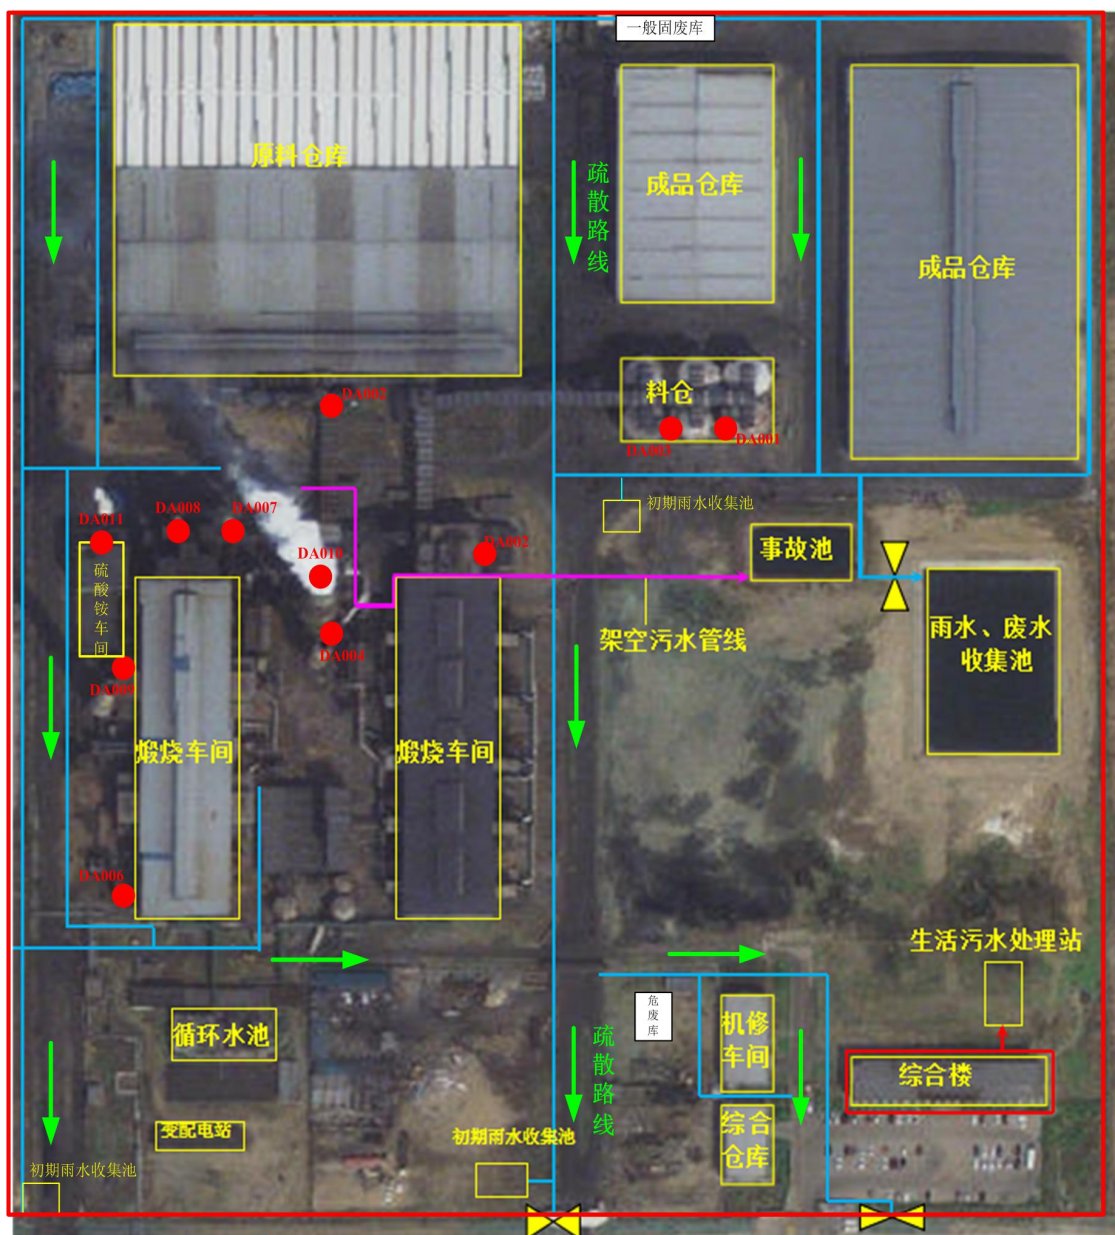 一般固废库
原料仓库
疏散路线
成品仓库
成品仓库
料仓
DA002
DA003
DA001
初期雨水收集池
DA011
DA008
DA007
DA002
DA010
事故池
硫酸铵车间
架空污水管线
雨水、废水
收集池
DA004
DA009
煅烧车间
煅烧车间
DA006
生活污水处理站
危废库
机修
车间
循环水池
疏散路线
综合楼
变配电站
初期雨水收集池
综合
仓库
初期雨水收集池